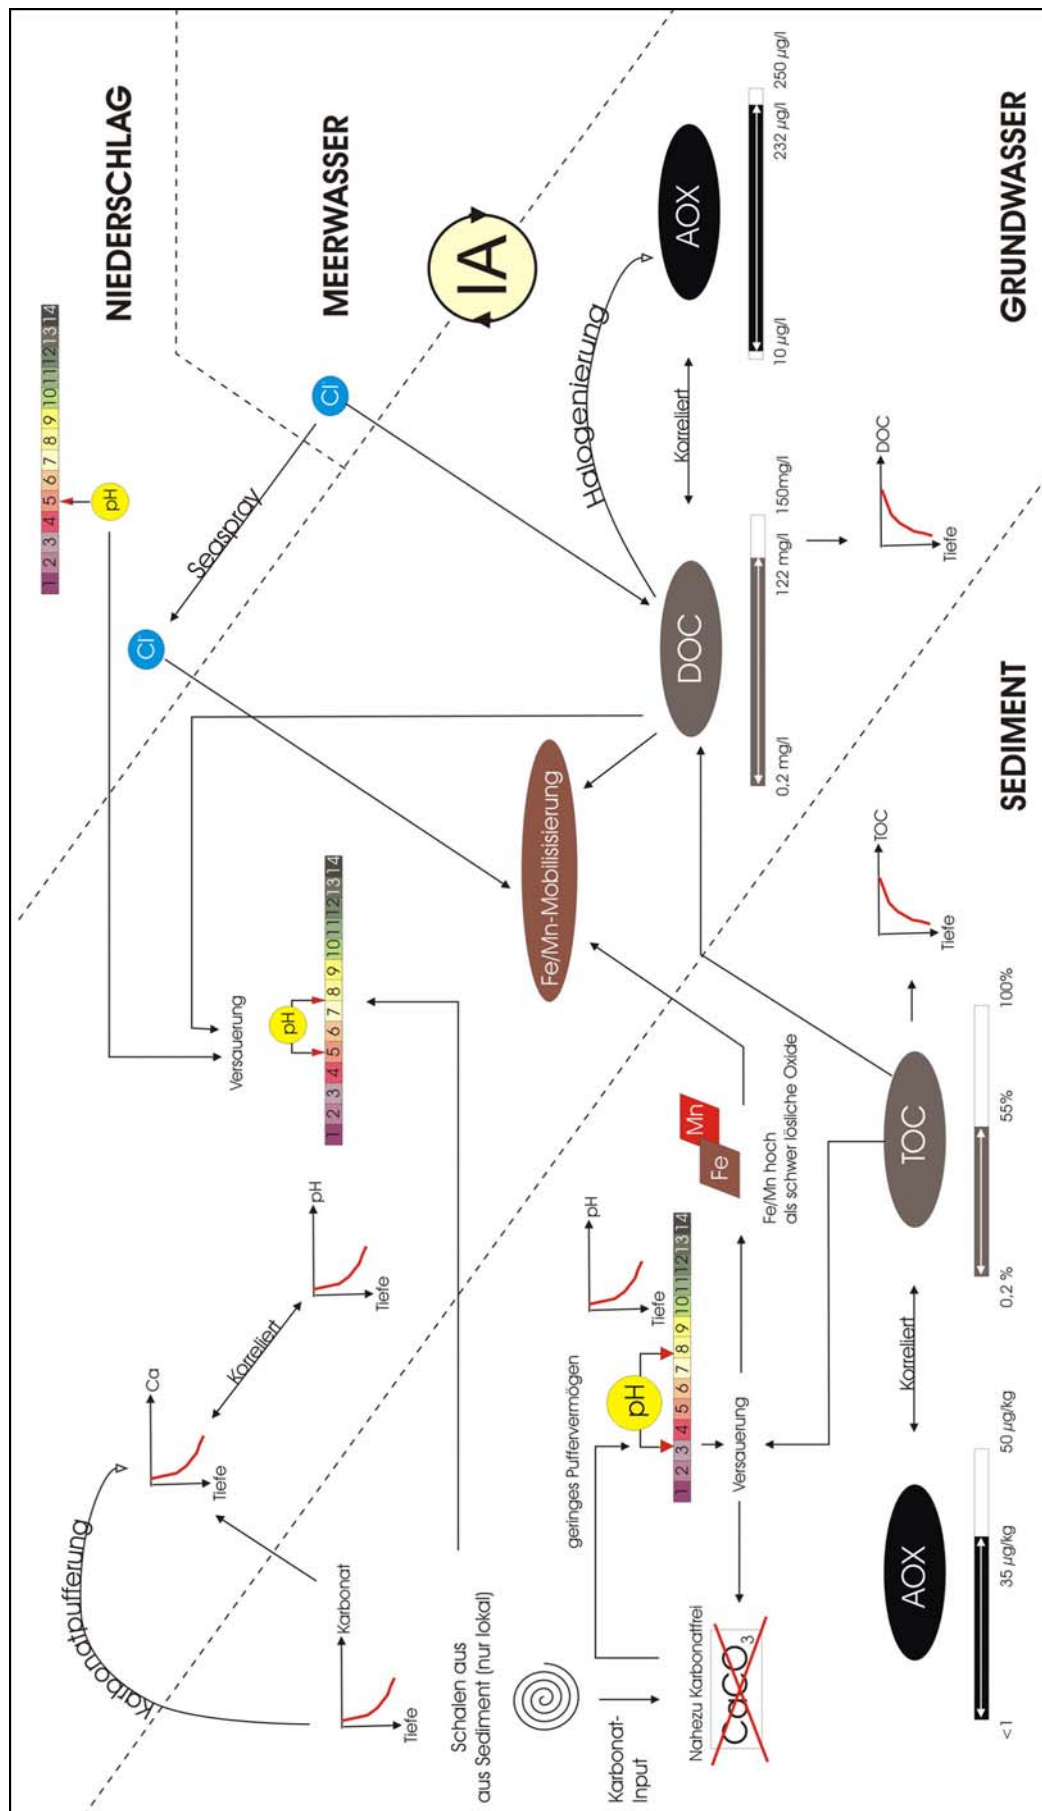 NIEDERSCHLAG
1 2 3 4 5 6 7 8 9 10 11 12 13 14
pH
MEERWASSER
Cl-
Seaspray
Cl-
IA
Karbonatpufferung
Ca
Tiefe
Korreliert
pH
Tiefe
Karbonat
Tiefe
Versauerung
pH
1 2 3 4 5 6 7 8 9 10 11 12 13 14
Schalen aus
aus Sediment (nur lokal)
Fe/Mn-Mobilisisierung
Halogenierung
DOC
Korreliert
AOX
0,2 mg/l
122 mg/l
150mg/l
10 µg/l
232 µg/l
250 µg/l
DOC
Tiefe
GRUNDWASSER
Karbonat-
Input
Nahezu Karbonatfrei
CaCO3
geringes Puffervermögen
pH
1 2 3 4 5 6 7 8 9 10 11 12 13 14
pH
Tiefe
Versauerung
Mn
Fe
Fe/Mn hoch
als schwer lösliche Oxide
AOX
Korreliert
TOC
<1
35 µg/kg
50 µg/kg
0,2 %
55%
100%
TOC
Tiefe
SEDIMENT